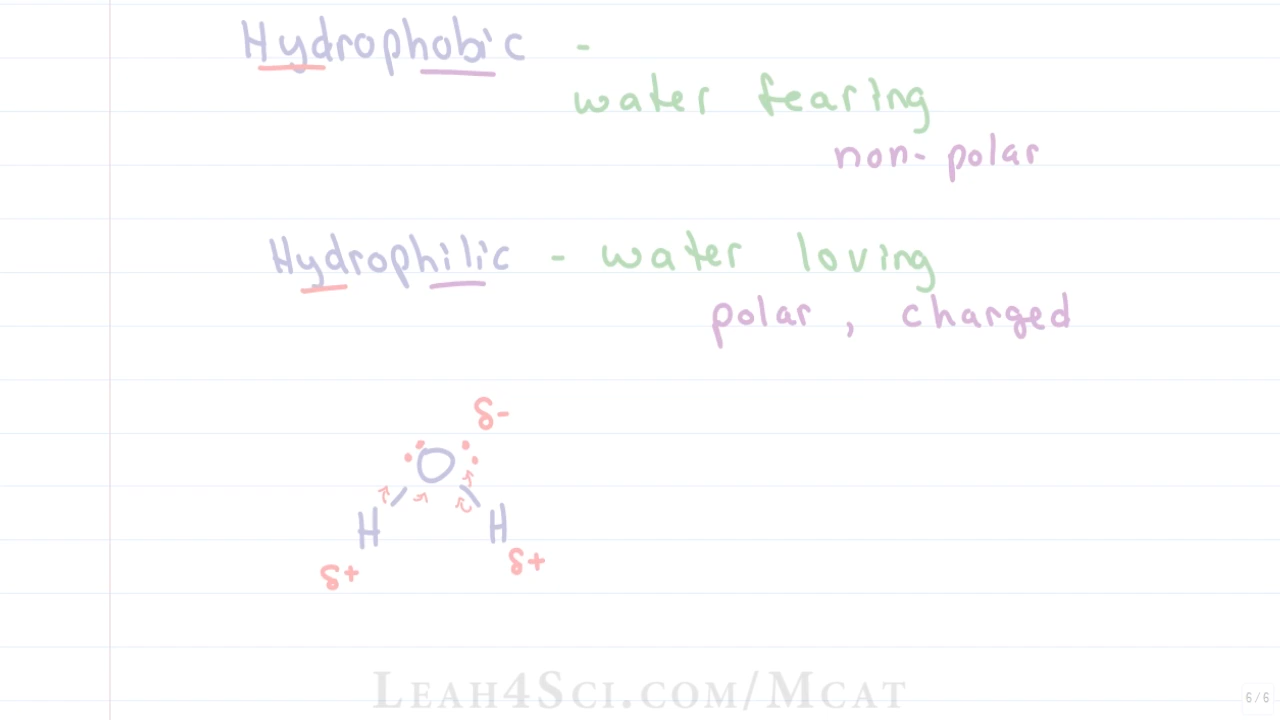 Hydrophobic -
water fearing
non-polar
Hydrophilic - water loving
polar, charged
δ-
O
H H
δ+ δ+
LEAH4SCI.COM/MCAT
6/6